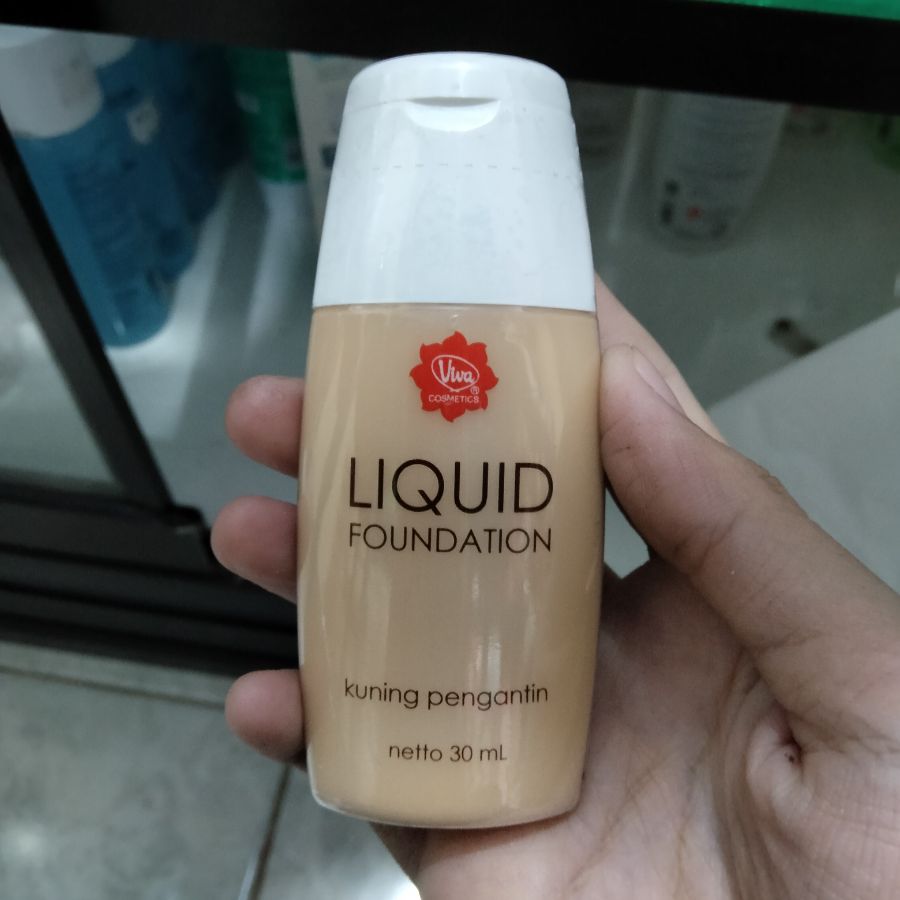 Viva
®
COSMETICS
LIQUID
FOUNDATION
kuning pengantin
netto 30 mL